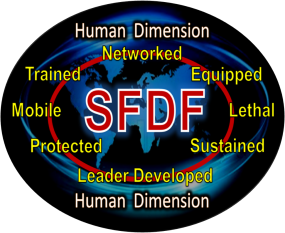 Human Dimension
Networked
Trained Equipped
Mobile SFDF Lethal
Protected Sustained
Leader Developed
Human Dimension